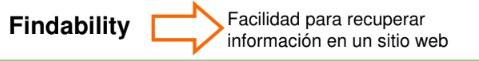 Findability
Facilidad para recuperar
información en un sitio web